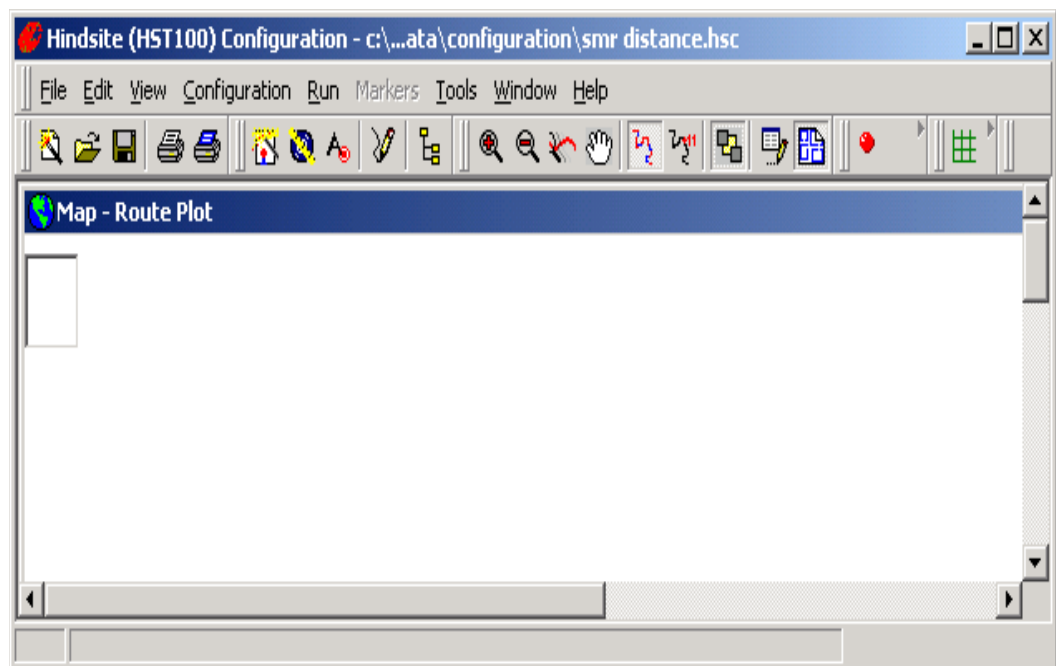 Hindsite (HST100) Configuration - c:\...ata\configuration\smr distance.hsc
File Edit View Configuration Run Markers Tools Window Help
Map - Route Plot